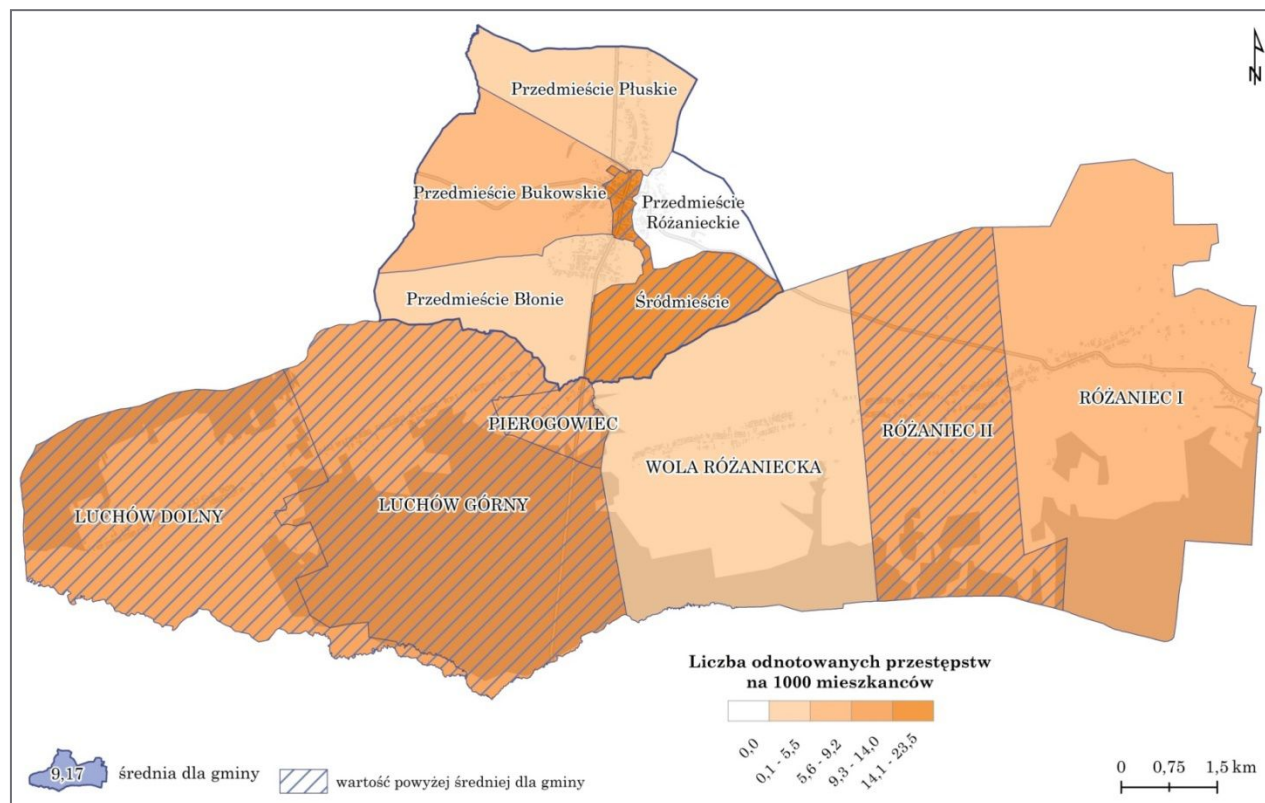 Przedmieście Płuskie
N
Przedmieście Bukowskie
Przedmieście
Różanieckie
Przedmieście Błonie
Śródmieście
PIEROGOWIEC
RÓŻANIEC I
RÓŻANIEC II
WOLA RÓŻANIECKA
LUCHÓW GÓRNY
LUCHÓW DOLNY
Liczba odnotowanych przestępstw
na 1000 mieszkanców
0,0
0,1 - 5,5
5,6 - 9,2
9,3 - 14,0
14,1 - 23,5
9,17
średnia dla gminy
wartość powyżej średniej dla gminy
0 0,75 1,5 km